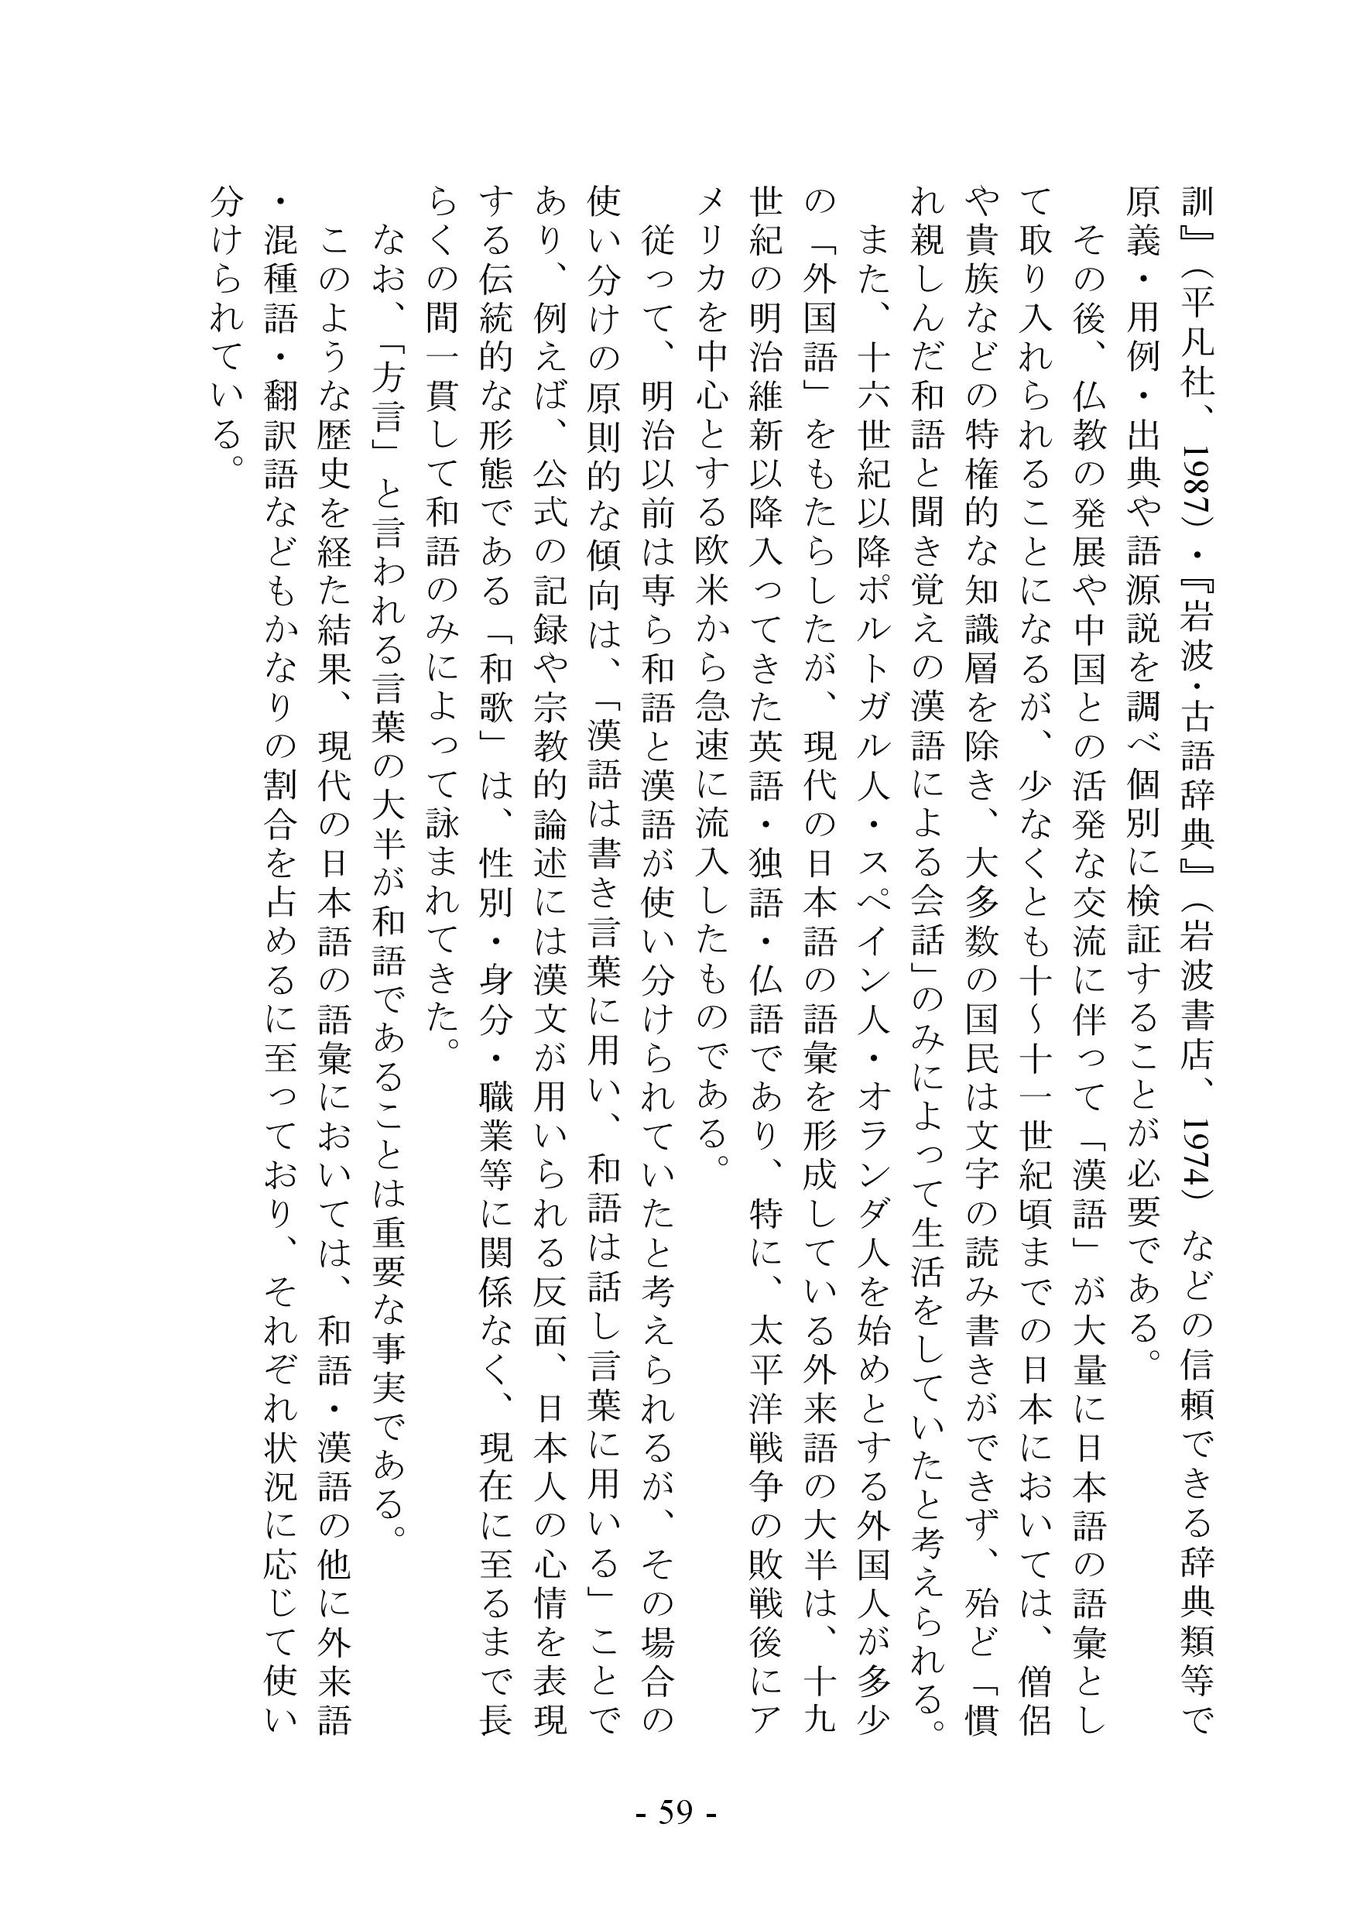 訓』（平凡社、1987）・『岩波・古語辞典』（岩波書店、1974）などの信頼できる辞典類等で
原義・用例・出典や語源説を調べ個別に検証することが必要である。
　その後、仏教の発展や中国との活発な交流に伴って「漢語」が大量に日本語の語彙とし
て取り入れられることになるが、少なくとも十～十一世紀頃までの日本においては、僧侶
や貴族などの特権的な知識層を除き、大多数の国民は文字の読み書きができず、殆ど「慣
れ親しんだ和語と聞き覚えの漢語による会話」のみによって生活をしていたと考えられる。
　また、十六世紀以降ポルトガル人・スペイン人・オランダ人を始めとする外国人が多少
の「外国語」をもたらしたが、現代の日本語の語彙を形成している外来語の大半は、十九
世紀の明治維新以降入ってきた英語・独語・仏語であり、特に、太平洋戦争の敗戦後にア
メリカを中心とする欧米から急速に流入したものである。
　従って、明治以前は専ら和語と漢語が使い分けられていたと考えられるが、その場合の
使い分けの原則的な傾向は、「漢語は書き言葉に用い、和語は話し言葉に用いる」ことで
あり、例えば、公式の記録や宗教的論述には漢文が用いられる反面、日本人の心情を表現
する伝統的な形態である「和歌」は、性別・身分・職業等に関係なく、現在に至るまで長
らくの間一貫して和語のみによって詠まれてきた。
　なお、「方言」と言われる言葉の大半が和語であることは重要な事実である。
　このような歴史を経た結果、現代の日本語の語彙においては、和語・漢語の他に外来語
・混種語・翻訳語などもかなりの割合を占めるに至っており、それぞれ状況に応じて使い
分けられている。
- 59 -